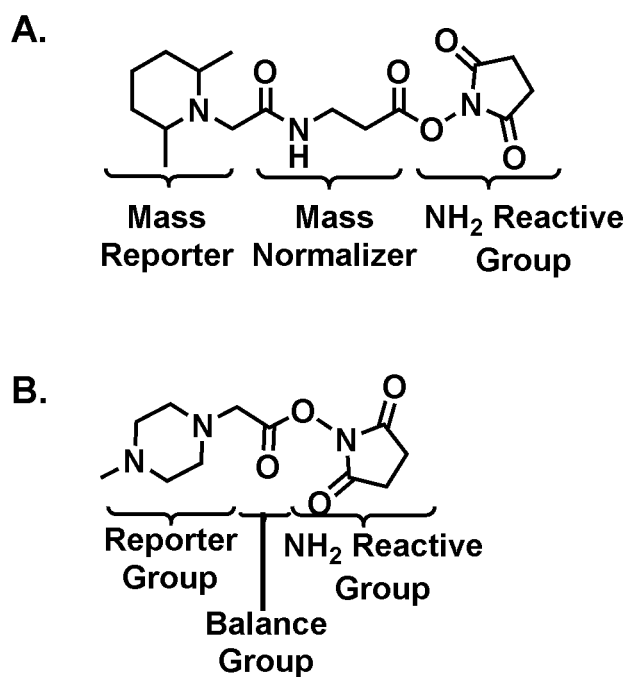 A.
O
O
O
N
N
H
O
N
O
Mass Reporter
Mass Normalizer
NH₂ Reactive Group
B.
O
O
N
N
N
O
O
Reporter Group
NH₂ Reactive Group
Balance Group